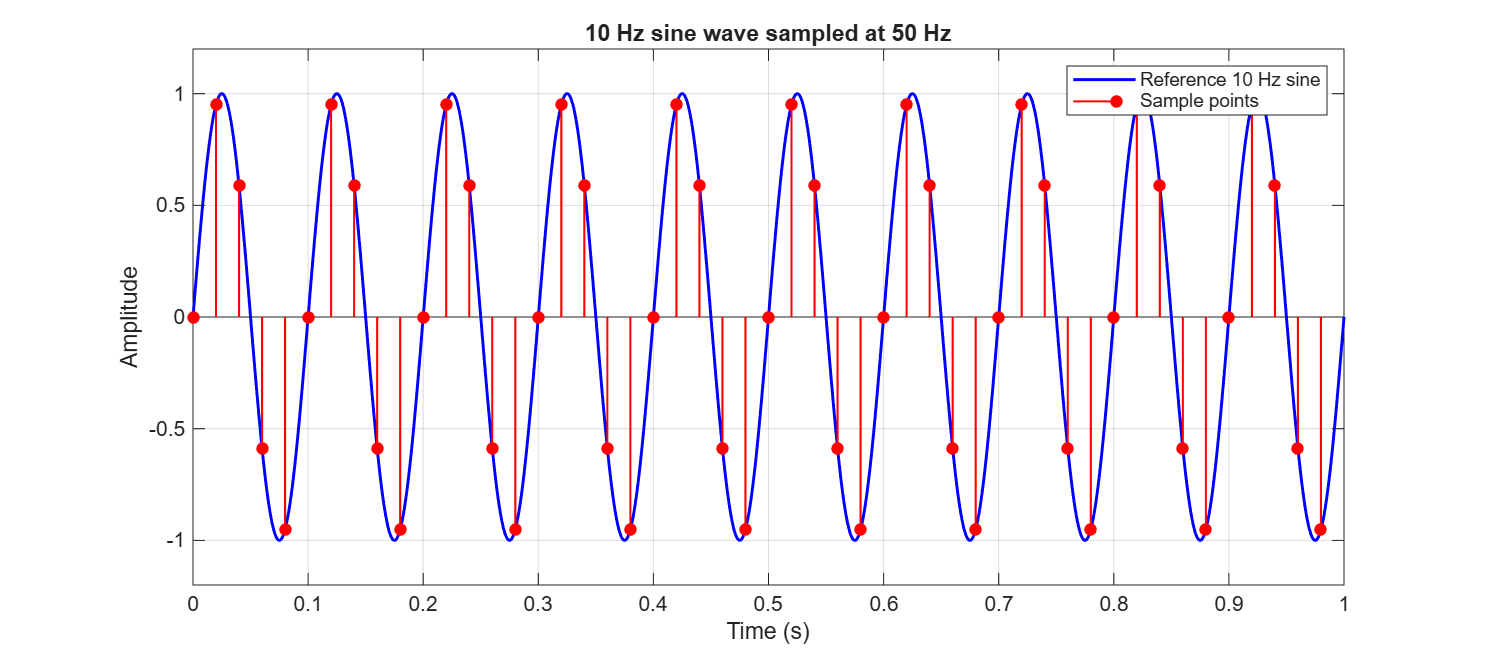 10 Hz sine wave sampled at 50 Hz
Reference 10 Hz sine
Sample points
1
0.5
0
-0.5
-1
Amplitude
0 0.1 0.2 0.3 0.4 0.5 0.6 0.7 0.8 0.9 1
Time (s)